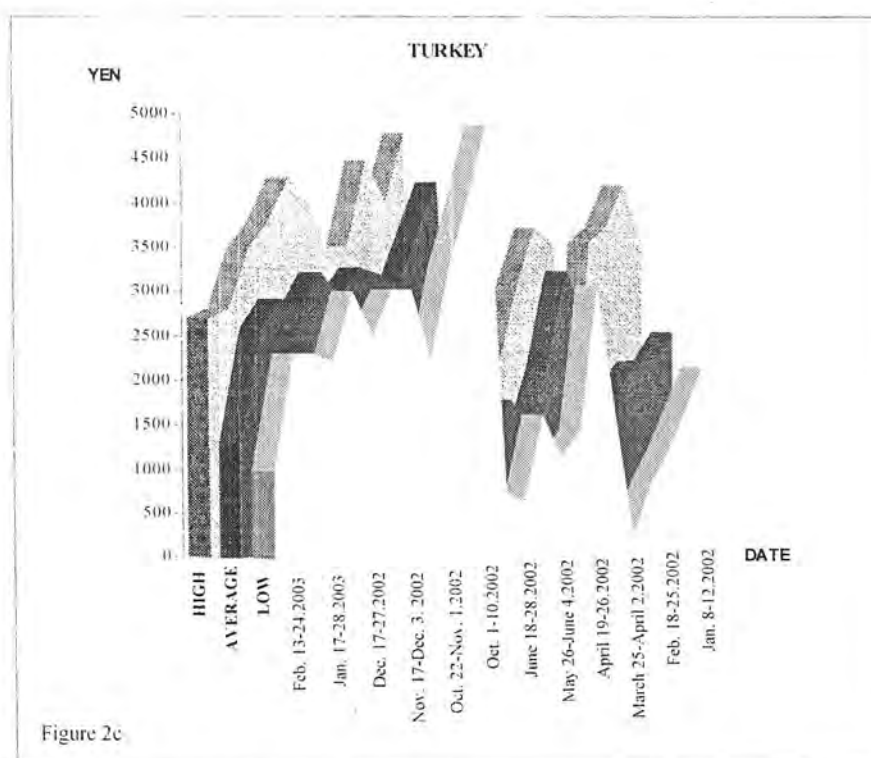 TURKEY
YEN
5000
4500
4000
3500
3000
2500
2000
1500
1000
500
0
HIGH
AVERAGE
LOW
Feb. 13-24.2003
Jan. 17-28.2003
Dec. 17-27.2002
Nov. 17-Dec. 3. 2002
Oct. 22-Nov. 1.2002
Oct. 1-10.2002
June 18-28.2002
May 26-June 4.2002
April 19-26.2002
March 25-April 2.2002
Feb. 18-25.2002
Jan. 8-12.2002
DATE
Figure 2c